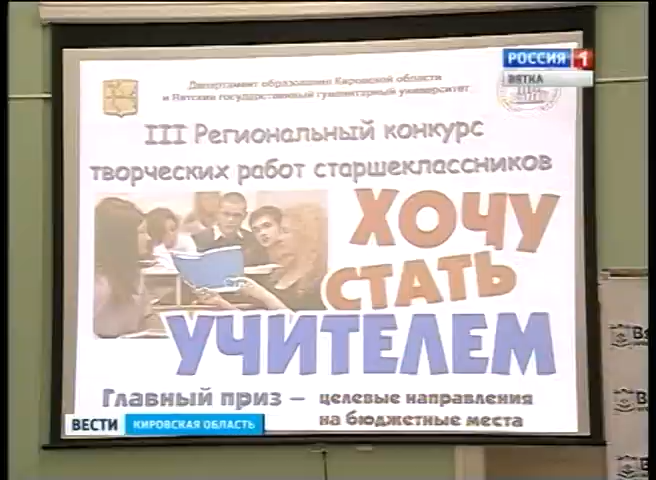 РОССИЯ 1
ВЯТКА
Департамент образования Кировской области
и Вятский государственный гуманитарный университет
III Региональный конкурс
творческих работ старшеклассников
ХОЧУ
СТАТЬ
УЧИТЕЛЕМ
Главный приз – целевые направления
на бюджетные места
ВЕСТИ КИРОВСКАЯ ОБЛАСТЬ